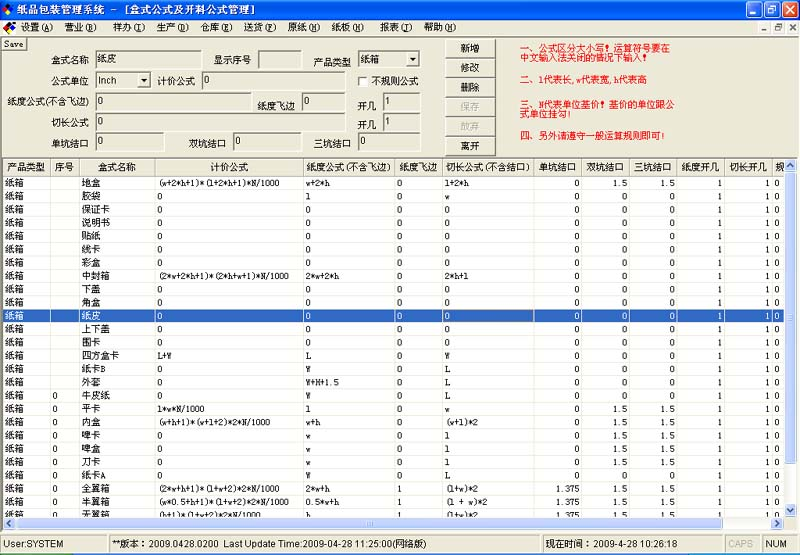 纸品包装管理系统 - [盒式公式及开料公式管理]
设置(A) 营业(B) 样办(I) 生产(D) 仓库(E) 送货(F) 原纸(H) 纸板(H) 报表(T) 帮助(H)
Save
盒式名称 纸皮 显示序号 产品类型 纸箱
公式单位 Inch 计价公式 0 不规则公式
纸度公式(不含飞边) 0 纸度飞边 0 开几 1
切长公式 0 开几 1
单坑结口 0 双坑结口 0 三坑结口 0
新增
修改
删除
保存
放弃
离开
一、公式区分大小写！运算符号要在
中文输入法关闭的情况下输入！
二、l代表长,w代表宽,h代表高
三、N代表单位基价！基价的单位跟公
式单位挂勾！
四、另外请遵守一般运算规则即可！
产品类型 序号 盒式名称 计价公式 纸度公式(不含飞边) 纸度飞边 切长公式(不含结口) 单坑结口 双坑结口 三坑结口 纸度开几 切长开几 规
纸箱 地盒 (w+2*h+1)*(l+2*h+1)*N/1000 w+2*h 0 l+2*h 0 1.5 1.5 1 1 0
纸箱 胶袋 0 l 0 w 0 0 0 1 1 0
纸箱 保证卡 0 0 0 0 0 0 0 1 1 0
纸箱 说明书 0 0 0 0 0 0 0 1 1 0
纸箱 贴纸 0 0 0 0 0 0 0 1 1 0
纸箱 线卡 0 0 0 0 0 0 0 1 1 0
纸箱 彩盒 0 0 0 0 0 0 0 1 1 0
纸箱 中封箱 (2*w+2*h+1)*(2*h+w+1)*N/1000 2*w+2*h 0 2*h+l 0 1.5 1.5 1 1 0
纸箱 下盖 0 0 0 0 0 0 0 1 1 0
纸箱 角盒 0 0 0 0 0 0 0 1 1 0
纸箱 纸皮 0 0 0 0 0 0 0 1 1 0
纸箱 上下盖 0 0 0 0 0 0 0 1 1 0
纸箱 围卡 0 0 0 0 0 0 0 1 1 0
纸箱 四方盒卡 L+W L 0 W 0 0 0 1 1 0
纸箱 纸卡B 0 W 0 L 0 0 0 1 1 0
纸箱 外套 0 W+H+1.5 0 L 0 0 0 1 1 0
纸箱 0 牛皮纸 0 W 0 L 0 0 0 1 1 0
纸箱 0 平卡 l*w*N/1000 l 0 w 0 1.5 1.5 1 1 0
纸箱 0 内盒 (w+h+1)*(w+l+2)*2*N/1000 w+h 0 (w+l)*2 0 1.5 1.5 1 1 0
纸箱 0 啤卡 0 w 0 l 0 1.5 1.5 1 1 0
纸箱 0 啤盒 0 w 0 l 0 1.5 1.5 1 1 0
纸箱 0 刀卡 0 w 0 l 0 1.5 1.5 1 1 0
纸箱 0 纸卡A 0 W 0 L 0 0 0 1 1 0
纸箱 0 全翼箱 (2*w+h+1)*(l+w+2)*2*N/1000 2*w+h 1 (l+w)*2 1.375 1.5 1.5 1 1 0
纸箱 0 半翼箱 (w*0.5+h+1)*(l+w+2)*2*N/1000 0.5*w+h 1 (l + w)*2 1.375 1.5 1.5 1 1 0
纸箱 0 无翼箱 (h+1)*(l+w+2)*2*N/1000 h 1 (l+w)*2 1.375 1.5 1.5 1 1 0
User:SYSTEM **版本：2009.0428.0200 Last Update Time:2009-04-28 11:25:00(网络版) 现在时间：2009-4-28 10:26:18 CAPS NUM